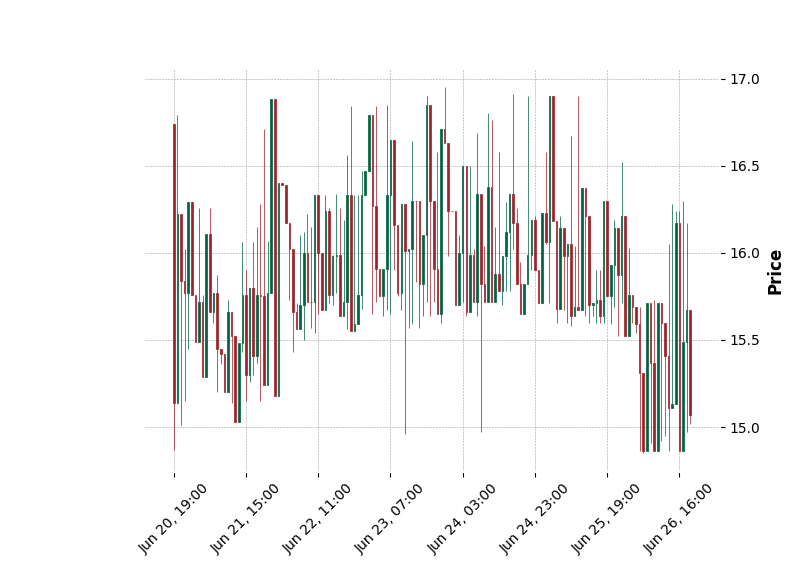 17.0
16.5
16.0
15.5
15.0
Price
Jun 20, 19:00
Jun 21, 15:00
Jun 22, 11:00
Jun 23, 07:00
Jun 24, 03:00
Jun 24, 23:00
Jun 25, 19:00
Jun 26, 16:00